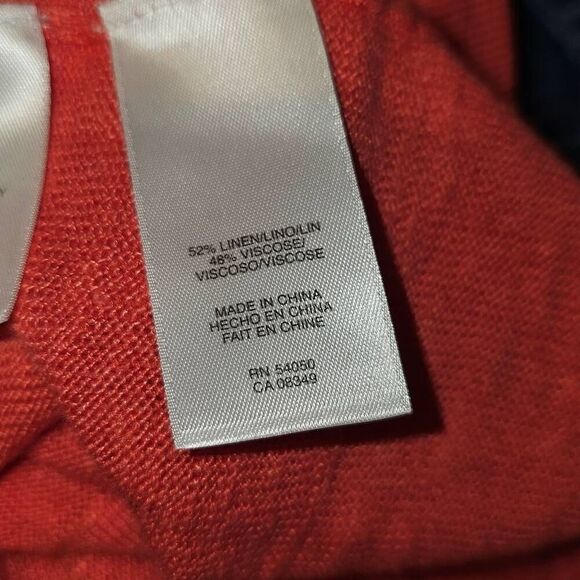 52% LINEN/LINO/LIN
48% VISCOSE/
VISCOSO/VISCOSE
MADE IN CHINA
HECHO EN CHINA
FAIT EN CHINE
RN 54050
CA 08349